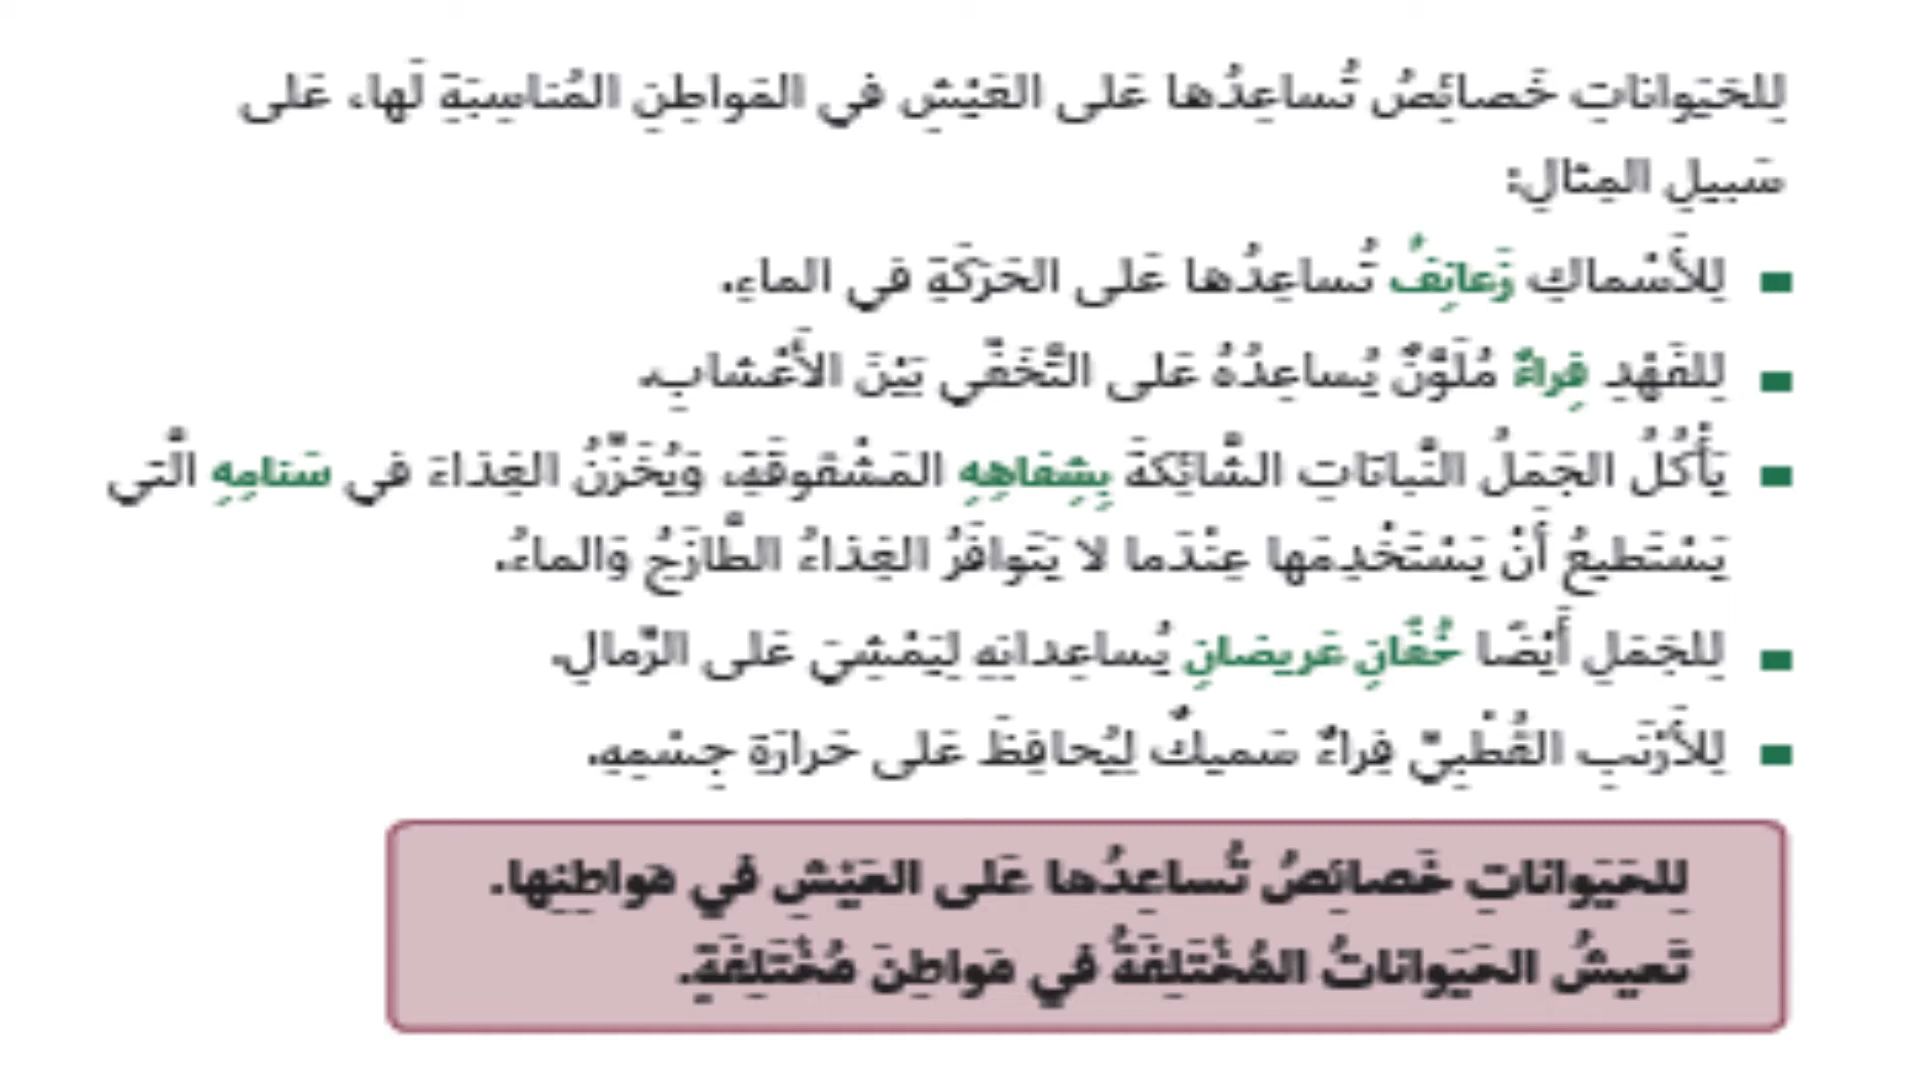 لِلحَيَواناتِ خَصائِصُ تُساعِدُها عَلى العَيْشِ في المَواطِنِ المُناسِبَةِ لَها، عَلى
سَبيلِ المِثالِ:
لِلأَسْماكِ زَعانِفُ تُساعِدُها عَلى الحَرَكَةِ في الماءِ.
لِلفَهْدِ فِراءٌ مُلَوَّنٌ يُساعِدُهُ عَلى التَّخَفّي بَيْنَ الأَعْشابِ.
يَأْكُلُ الجَمَلُ النَّباتاتِ الشّائِكَةَ بِشِفاهِهِ المَشْقوقَةِ، وَيُخَزِّنُ الغِذاءَ في سَنامِهِ الَّتي
يَسْتَطيعُ أَنْ يَسْتَخْدِمَها عِنْدَما لا يَتَوافَرُ الغِذاءُ الطّازَجُ وَالماءُ.
لِلجَمَلِ أَيْضًا خُفّانِ عَريضانِ يُساعِدانِهِ لِيَمْشِيَ عَلى الرِّمالِ.
لِلأَرْنَبِ القُطْبِيِّ فِراءٌ سَميكٌ لِيُحافِظَ عَلى حَرارَةِ جِسْمِهِ.
لِلحَيَواناتِ خَصائِصُ تُساعِدُها عَلى العَيْشِ في مَواطِنِها.
تَعيشُ الحَيَواناتُ المُخْتَلِفَةُ في مَواطِنَ مُخْتَلِفَةٍ.